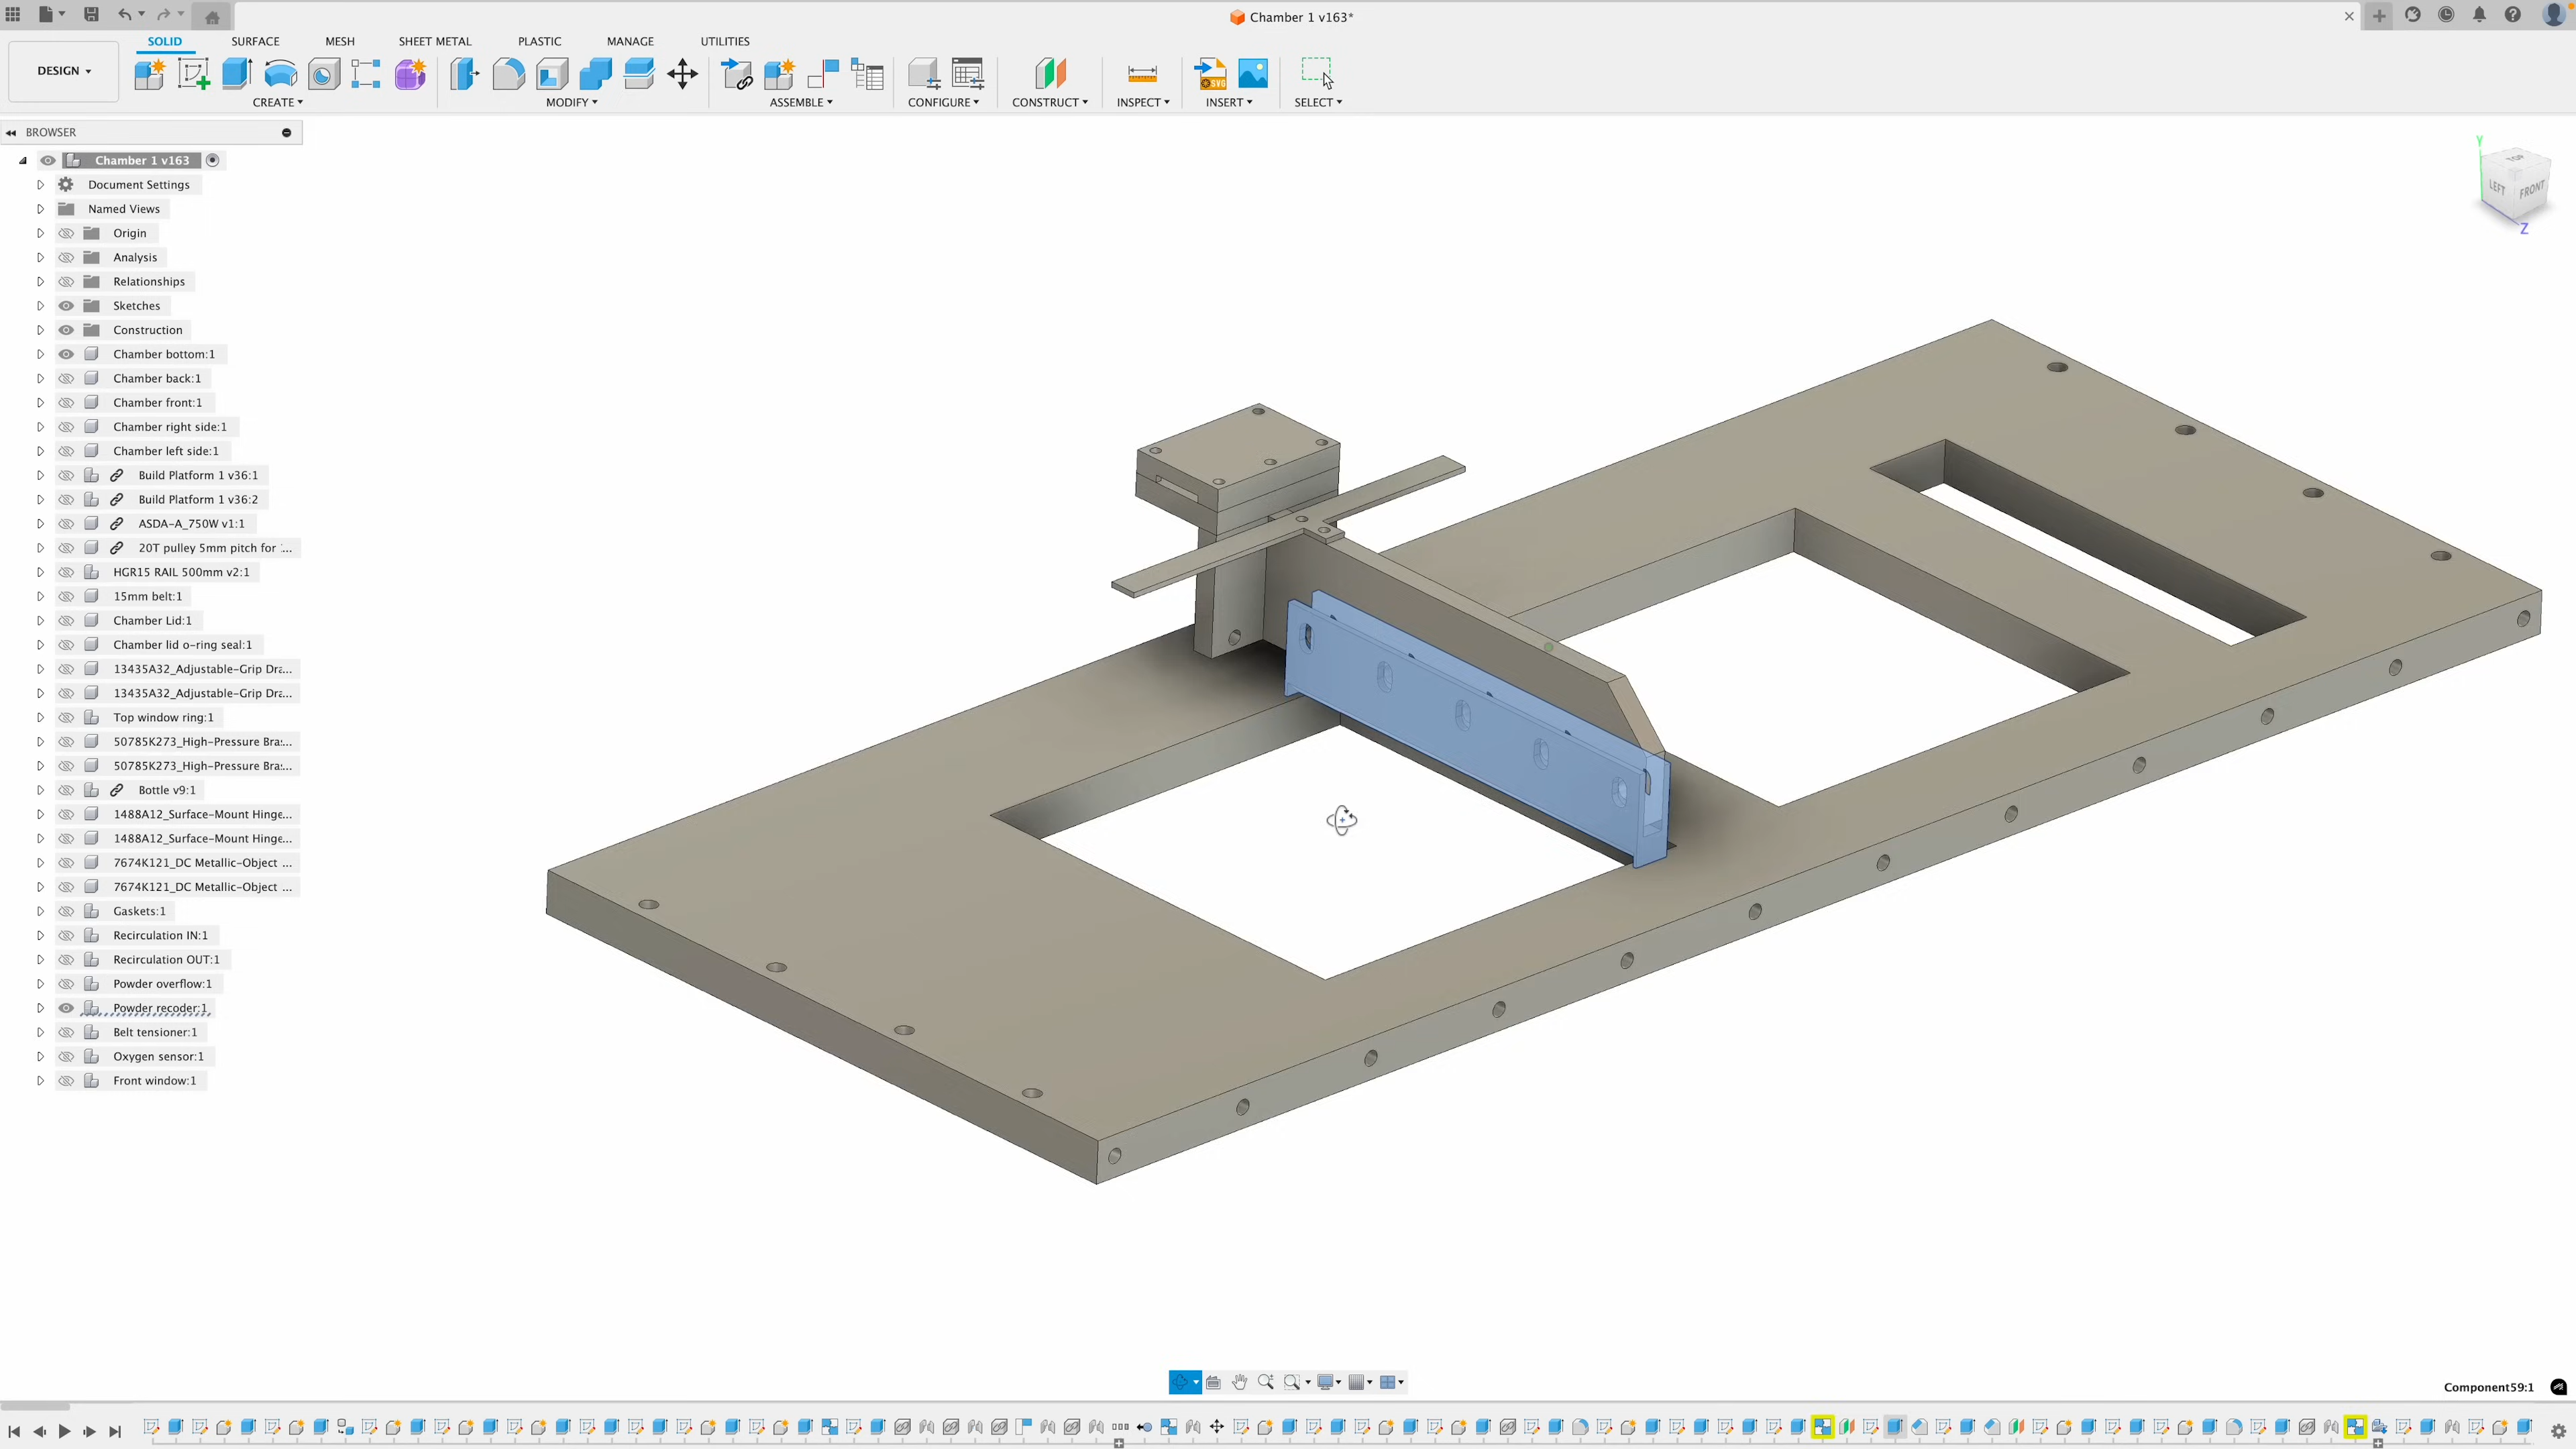 Chamber 1 v163*
SOLID SURFACE MESH SHEET METAL PLASTIC MANAGE UTILITIES
DESIGN
CREATE MODIFY ASSEMBLE CONFIGURE CONSTRUCT INSPECT INSERT SELECT
BROWSER
Chamber 1 v163
Document Settings
Named Views
Origin
Analysis
Relationships
Sketches
Construction
Chamber bottom:1
Chamber back:1
Chamber front:1
Chamber right side:1
Chamber left side:1
Build Platform 1 v36:1
Build Platform 1 v36:2
ASDA-A_750W v1:1
20T pulley 5mm pitch for ...
HGR15 RAIL 500mm v2:1
15mm belt:1
Chamber Lid:1
Chamber lid o-ring seal:1
13435A32_Adjustable-Grip Dra...
13435A32_Adjustable-Grip Dra...
Top window ring:1
50785K273_High-Pressure Bra...
50785K273_High-Pressure Bra...
Bottle v9:1
1488A12_Surface-Mount Hinge...
1488A12_Surface-Mount Hinge...
7674K121_DC Metallic-Object ...
7674K121_DC Metallic-Object ...
Gaskets:1
Recirculation IN:1
Recirculation OUT:1
Powder overflow:1
Powder recoder:1
Belt tensioner:1
Oxygen sensor:1
Front window:1
Y
TOP
LEFT FRONT
Z
SVG
Component59:1